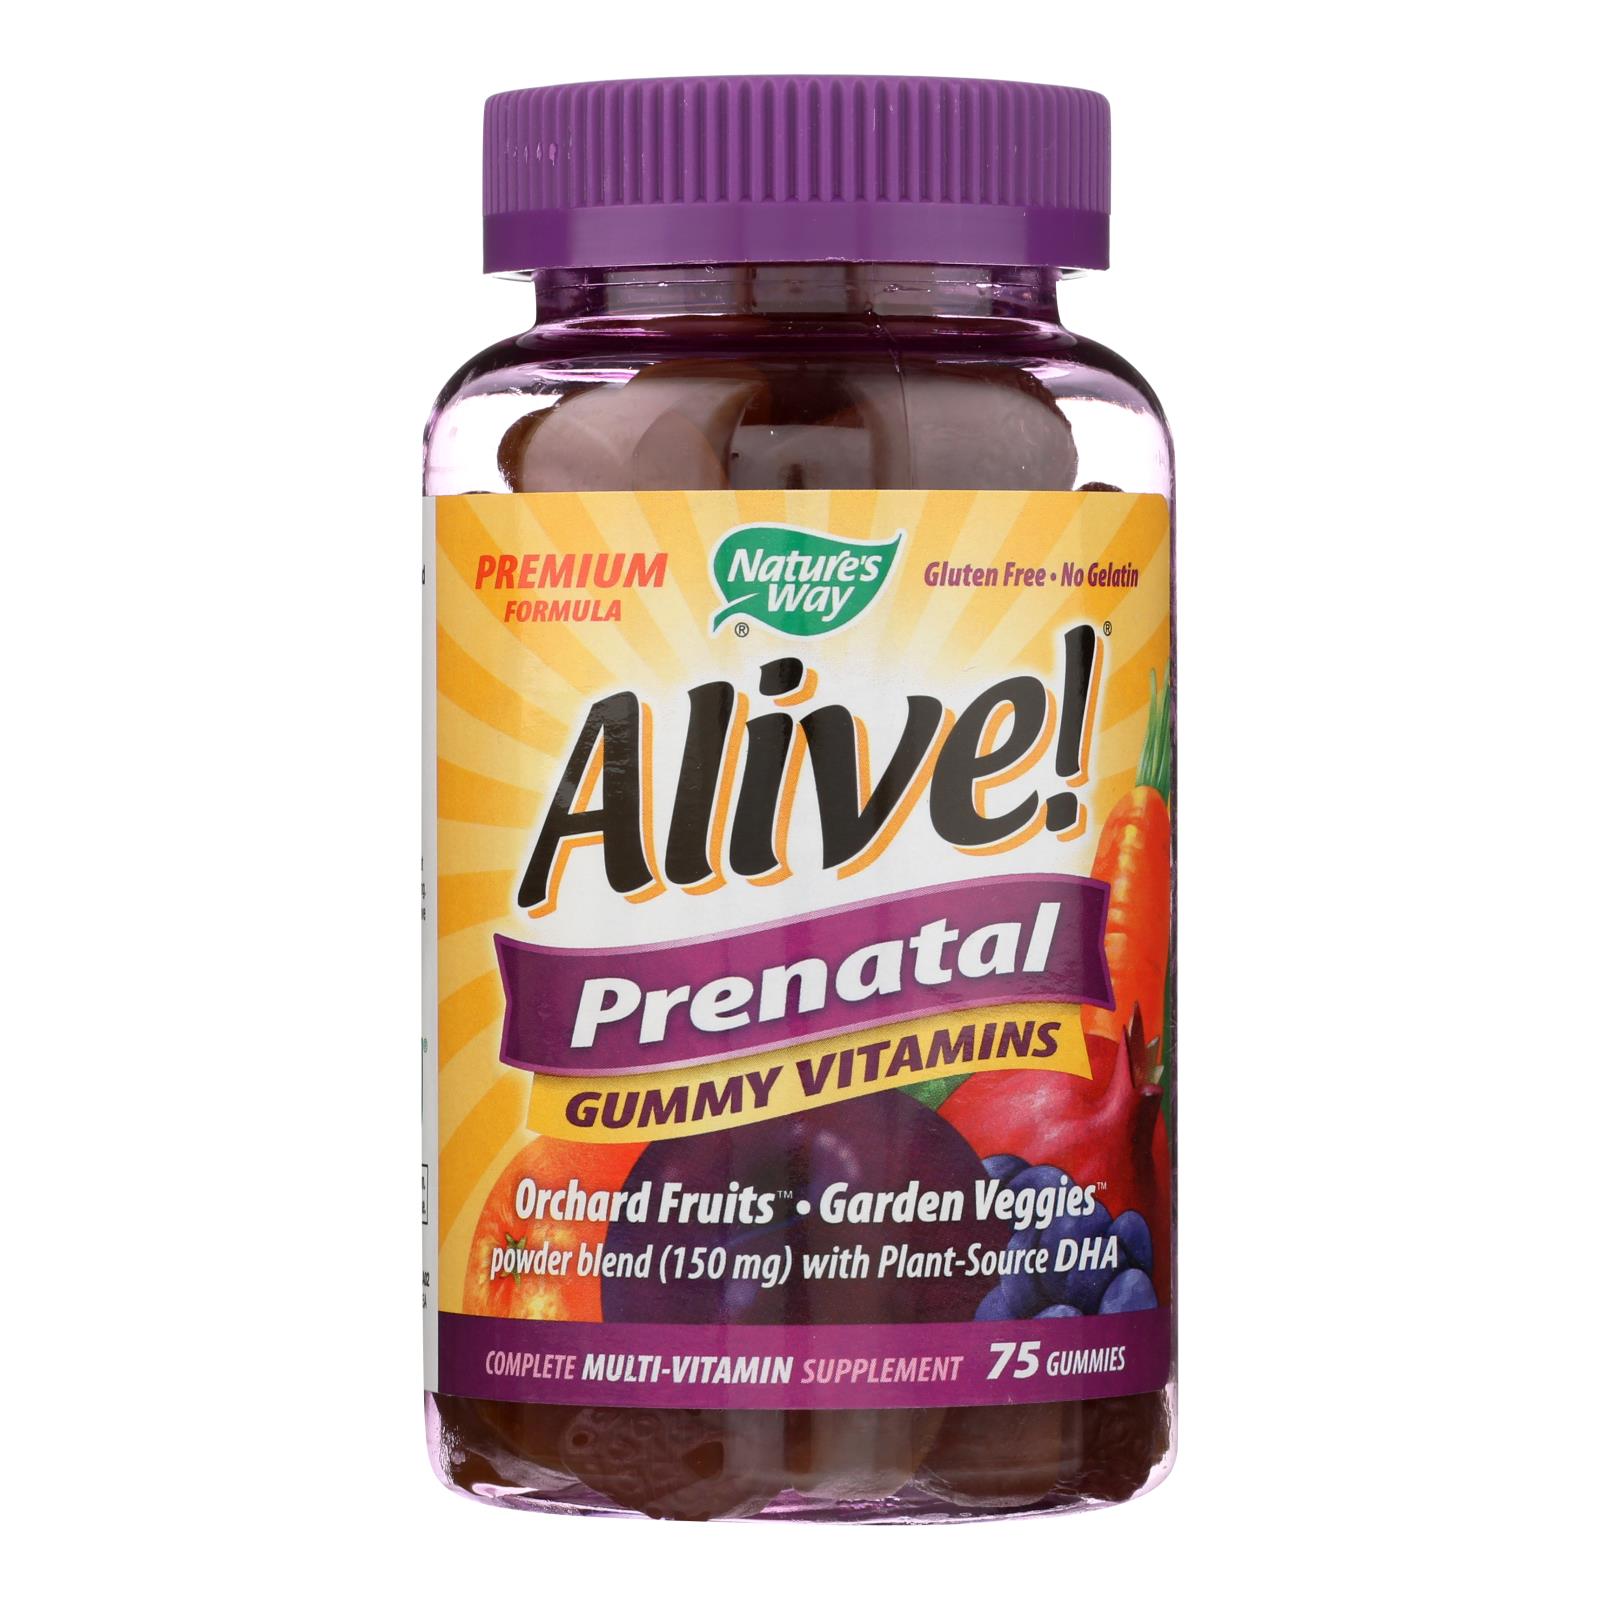 PREMIUM
FORMULA
Nature's
Way
®
Gluten Free • No Gelatin
Alive!®
Prenatal
GUMMY VITAMINS
Orchard Fruits™ • Garden Veggies™
powder blend (150 mg) with Plant-Source DHA
COMPLETE MULTI-VITAMIN SUPPLEMENT 75 GUMMIES